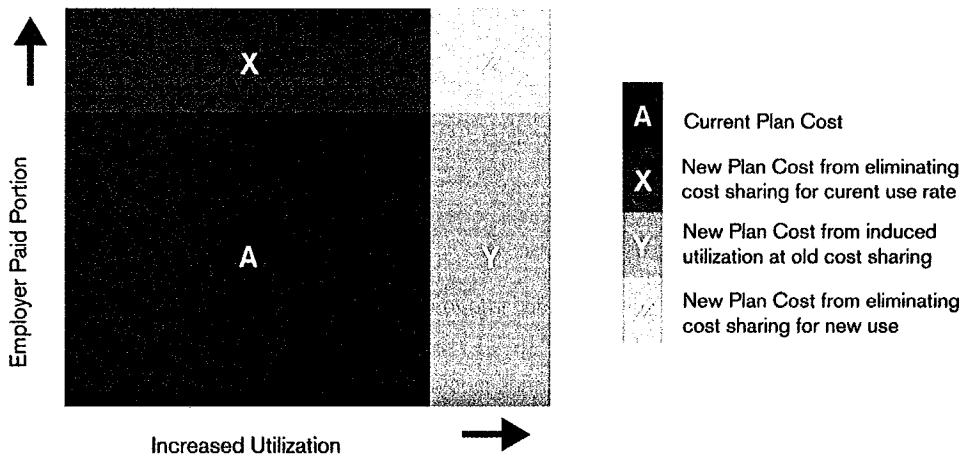 X
A
Y
Employer Paid Portion
Increased Utilization
A
Current Plan Cost
X
New Plan Cost from eliminating
cost sharing for curent use rate
Y
New Plan Cost from induced
utilization at old cost sharing
New Plan Cost from eliminating
cost sharing for new use